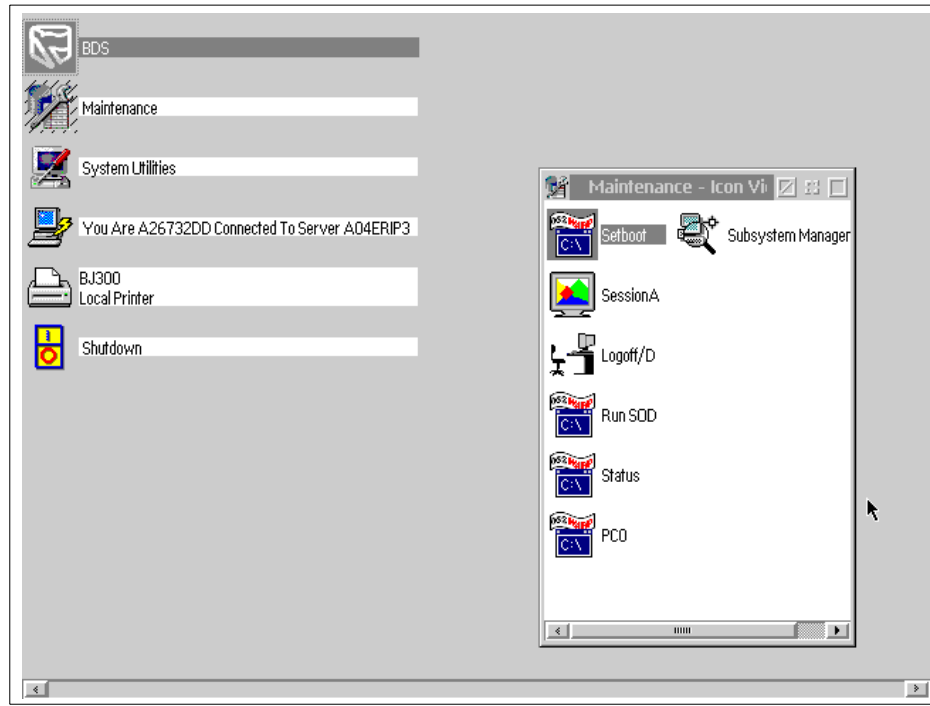 BDS
Maintenance
System Utilities
You Are A26732DD Connected To Server A04ERIP3
BJ300
Local Printer
Shutdown
Maintenance - Icon Vi
Setboot
Subsystem Manager
SessionA
Logoff/D
Run SOD
Status
PCO
C:\
C:\
C:\
C:\